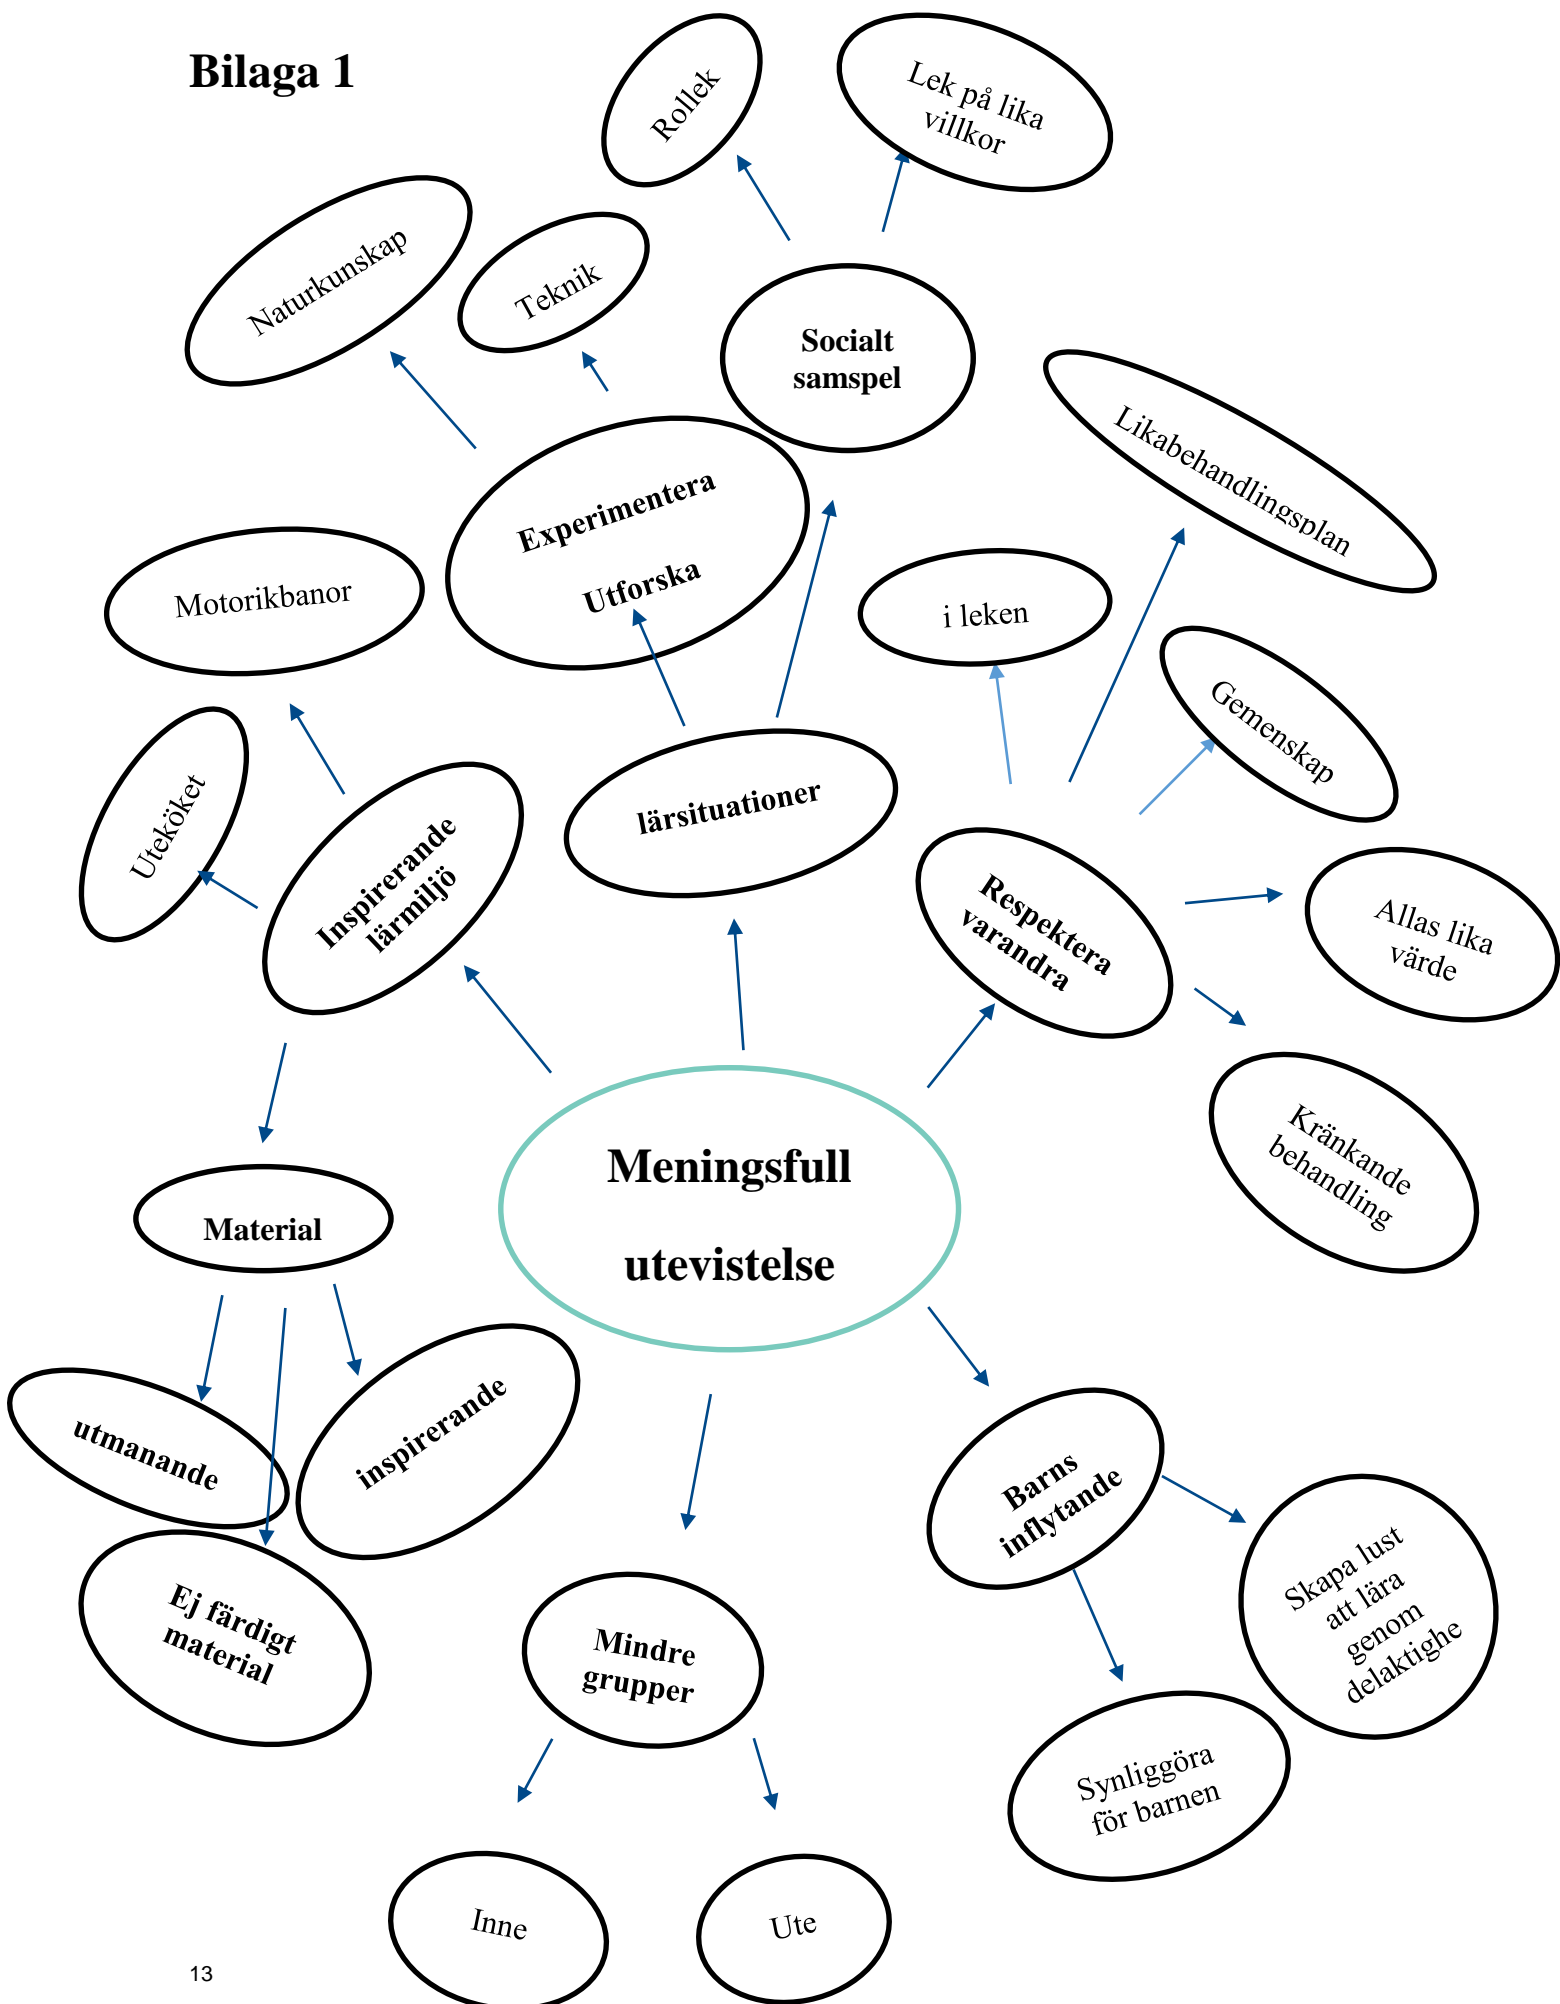 Bilaga 1
Rollek
Lek på lika
villkor
Naturkunskap
Teknik
Socialt
samspel
Likabehandlingsplan
Experimentera
Utforska
Motorikbanor
i leken
Gemenskap
Uteköket
Inspirerande
lärmiljö
lärsituationer
Respektera
varandra
Allas lika
värde
Kränkande
behandling
Meningsfull
utevistelse
Material
utmanande
inspirerande
Ej färdigt
material
Barns
inflytande
Skapa lust
att lära
genom
delaktighe
Mindre
grupper
Synliggöra
för barnen
Inne
Ute
13